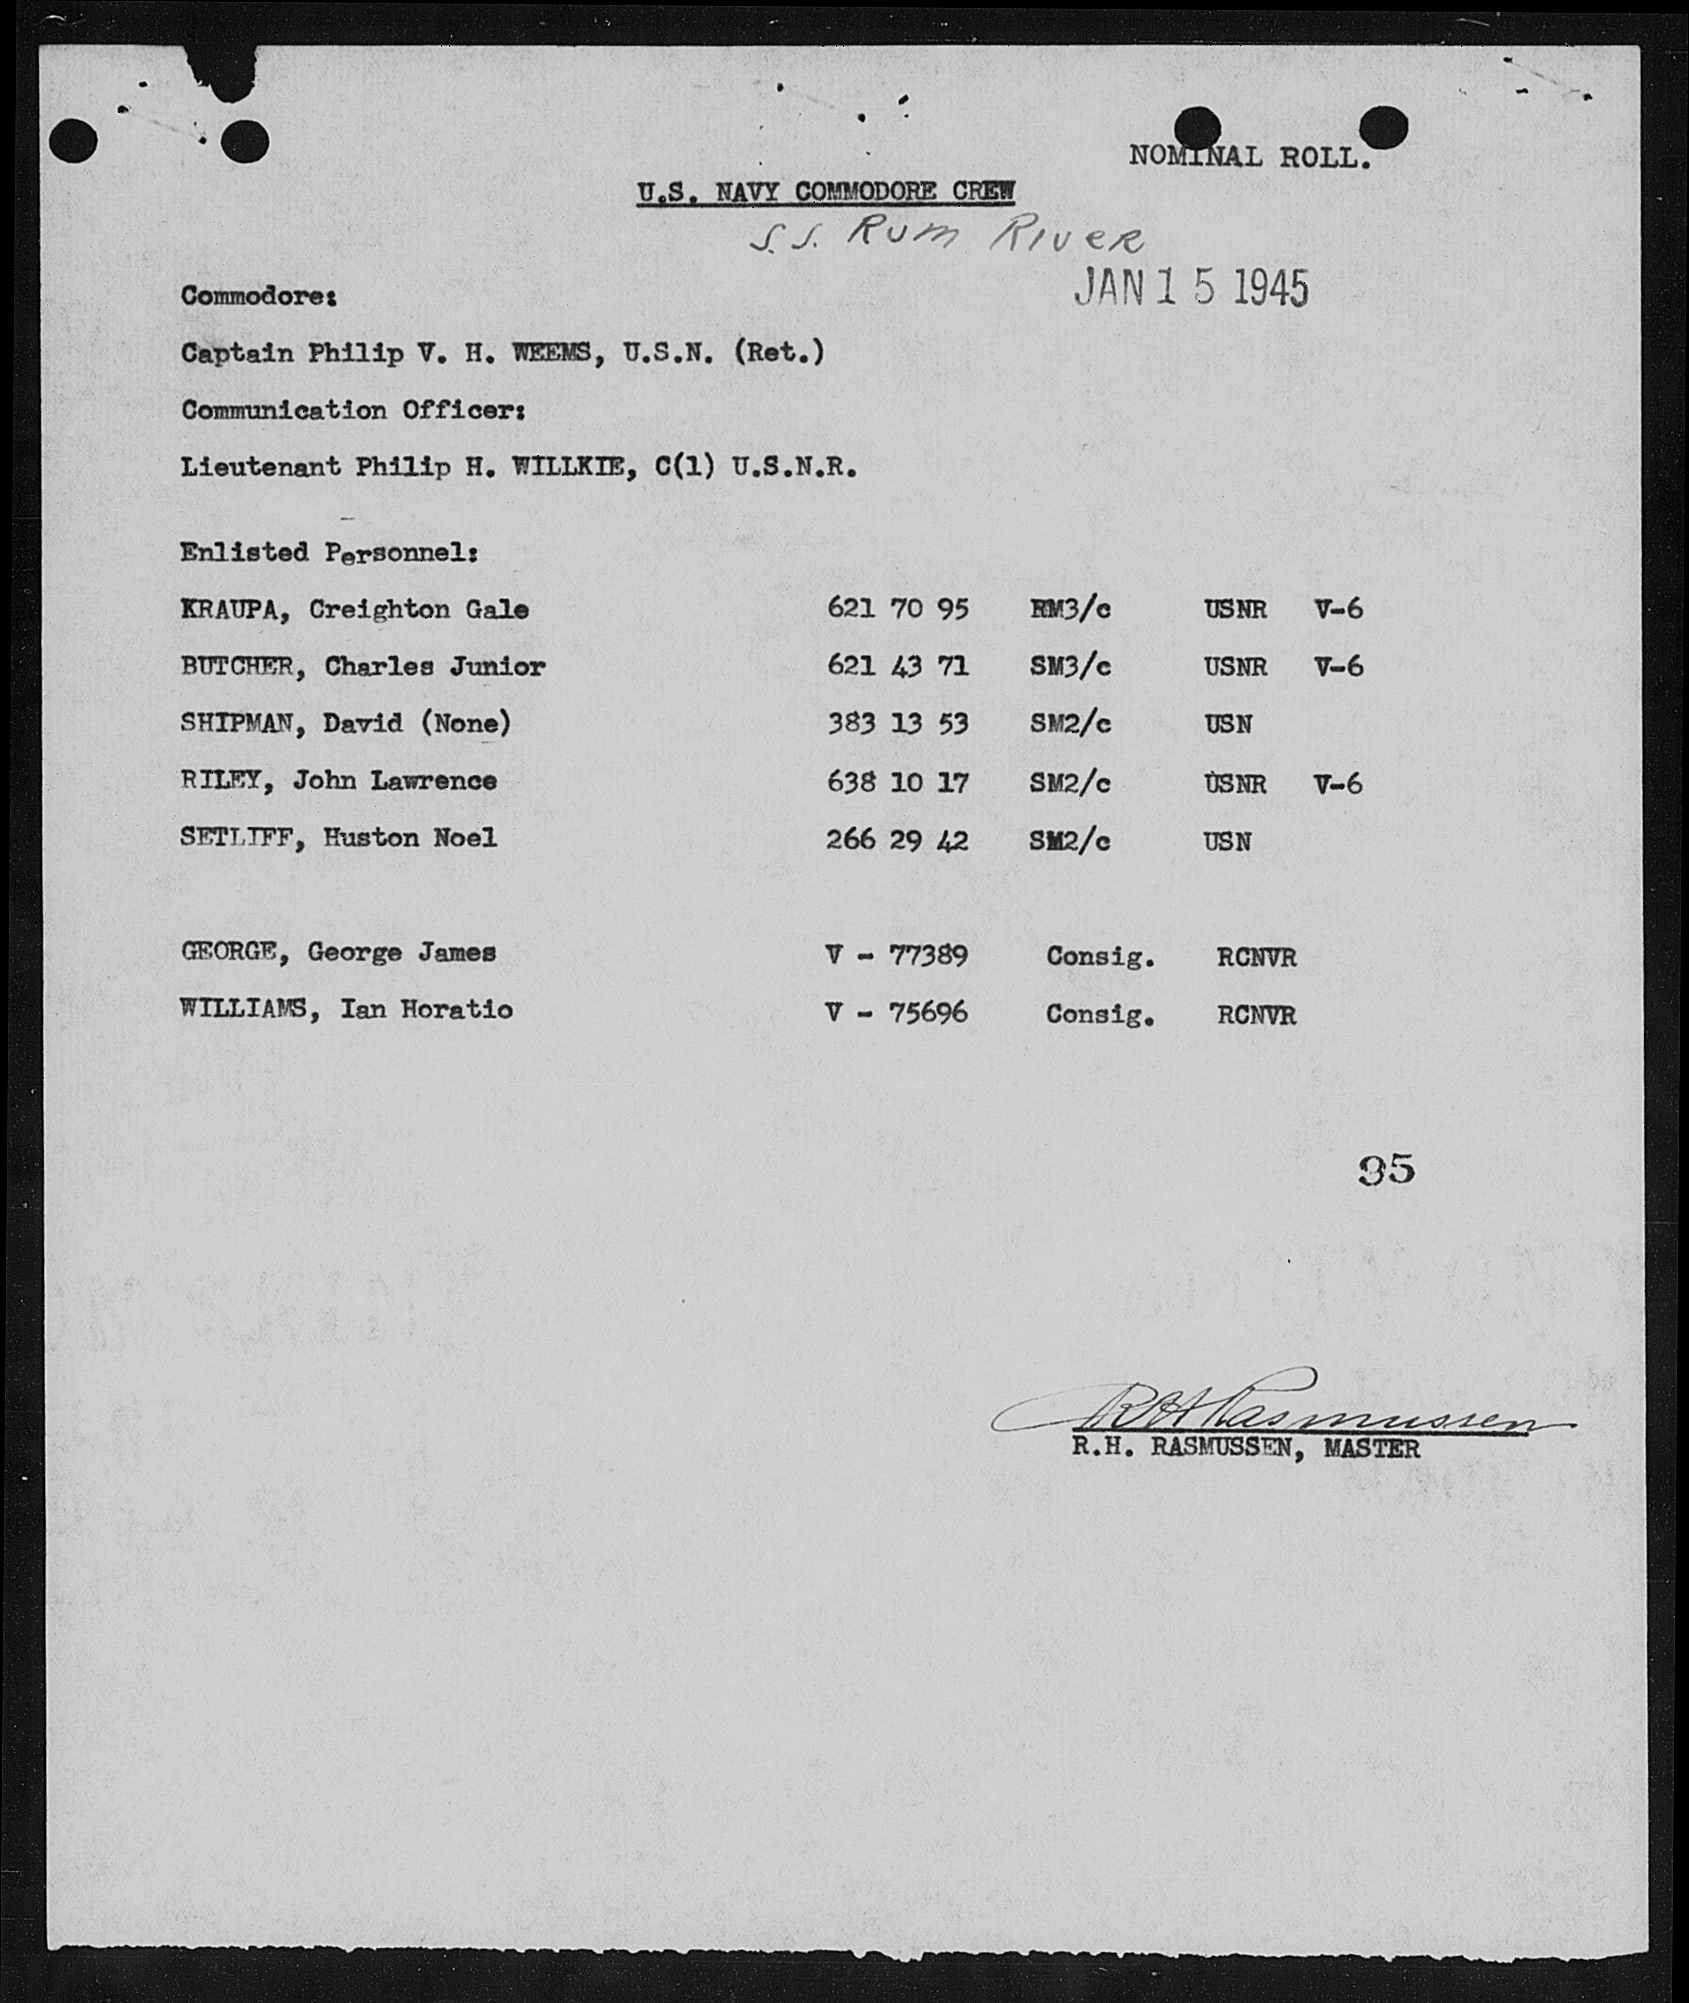 NOMINAL ROLL.
U.S. NAVY COMMODORE CREW
S.S. Rum River
JAN 15 1945
Commodore:
Captain Philip V. H. WEEMS, U.S.N. (Ret.)
Communication Officer:
Lieutenant Philip H. WILLKIE, C(1) U.S.N.R.
Enlisted Personnel:
KRAUPA, Creighton Gale 621 70 95 RM3/c USNR V-6
BUTCHER, Charles Junior 621 43 71 SM3/c USNR V-6
SHIPMAN, David (None) 383 13 53 SM2/c USN
RILEY, John Lawrence 638 10 17 SM2/c USNR V-6
SETLIFF, Huston Noel 266 29 42 SM2/c USN
GEORGE, George James V - 77389 Consig. RCNVR
WILLIAMS, Ian Horatio V - 75696 Consig. RCNVR
95
RH Rasmussen
R.H. RASMUSSEN, MASTER